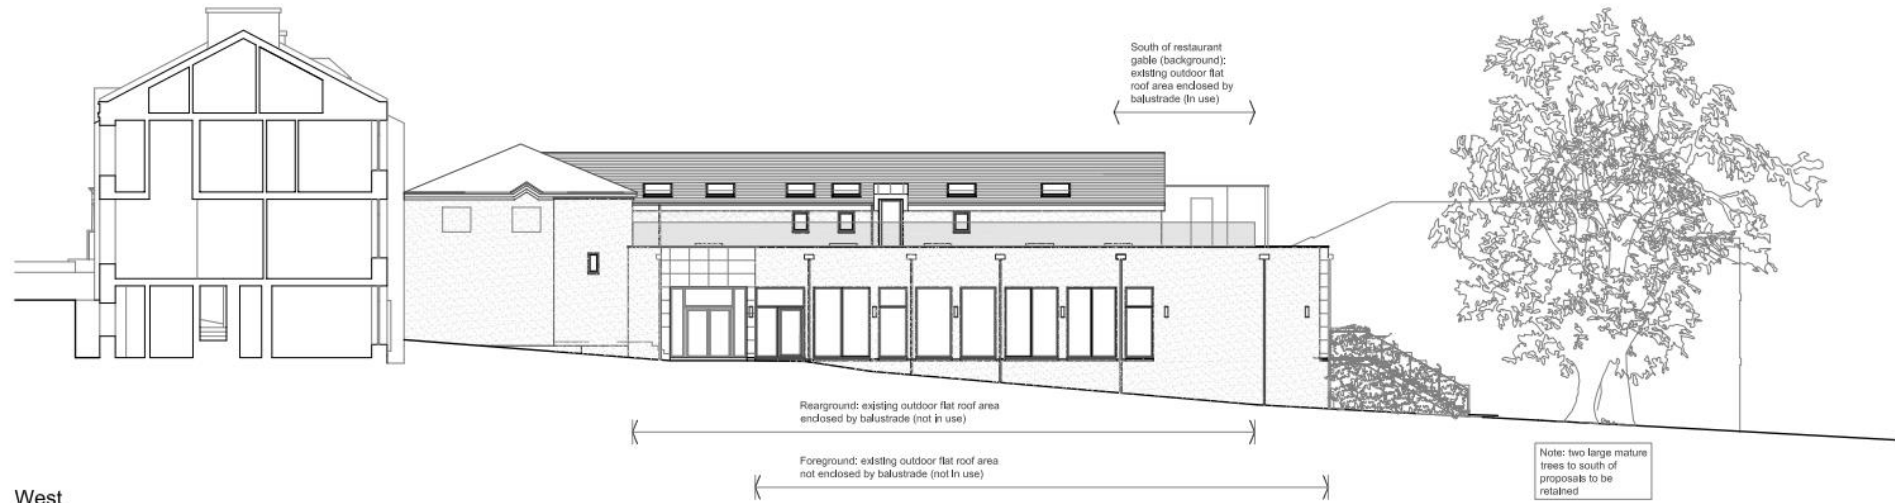 South of restaurant
gable (background):
existing outdoor flat
roof area enclosed by
balustrade (in use)
Rearground: existing outdoor flat roof area
enclosed by balustrade (not in use)
Foreground: existing outdoor flat roof area
not enclosed by balustrade (not in use)
Note: two large mature
trees to south of
proposals to be
retained
West